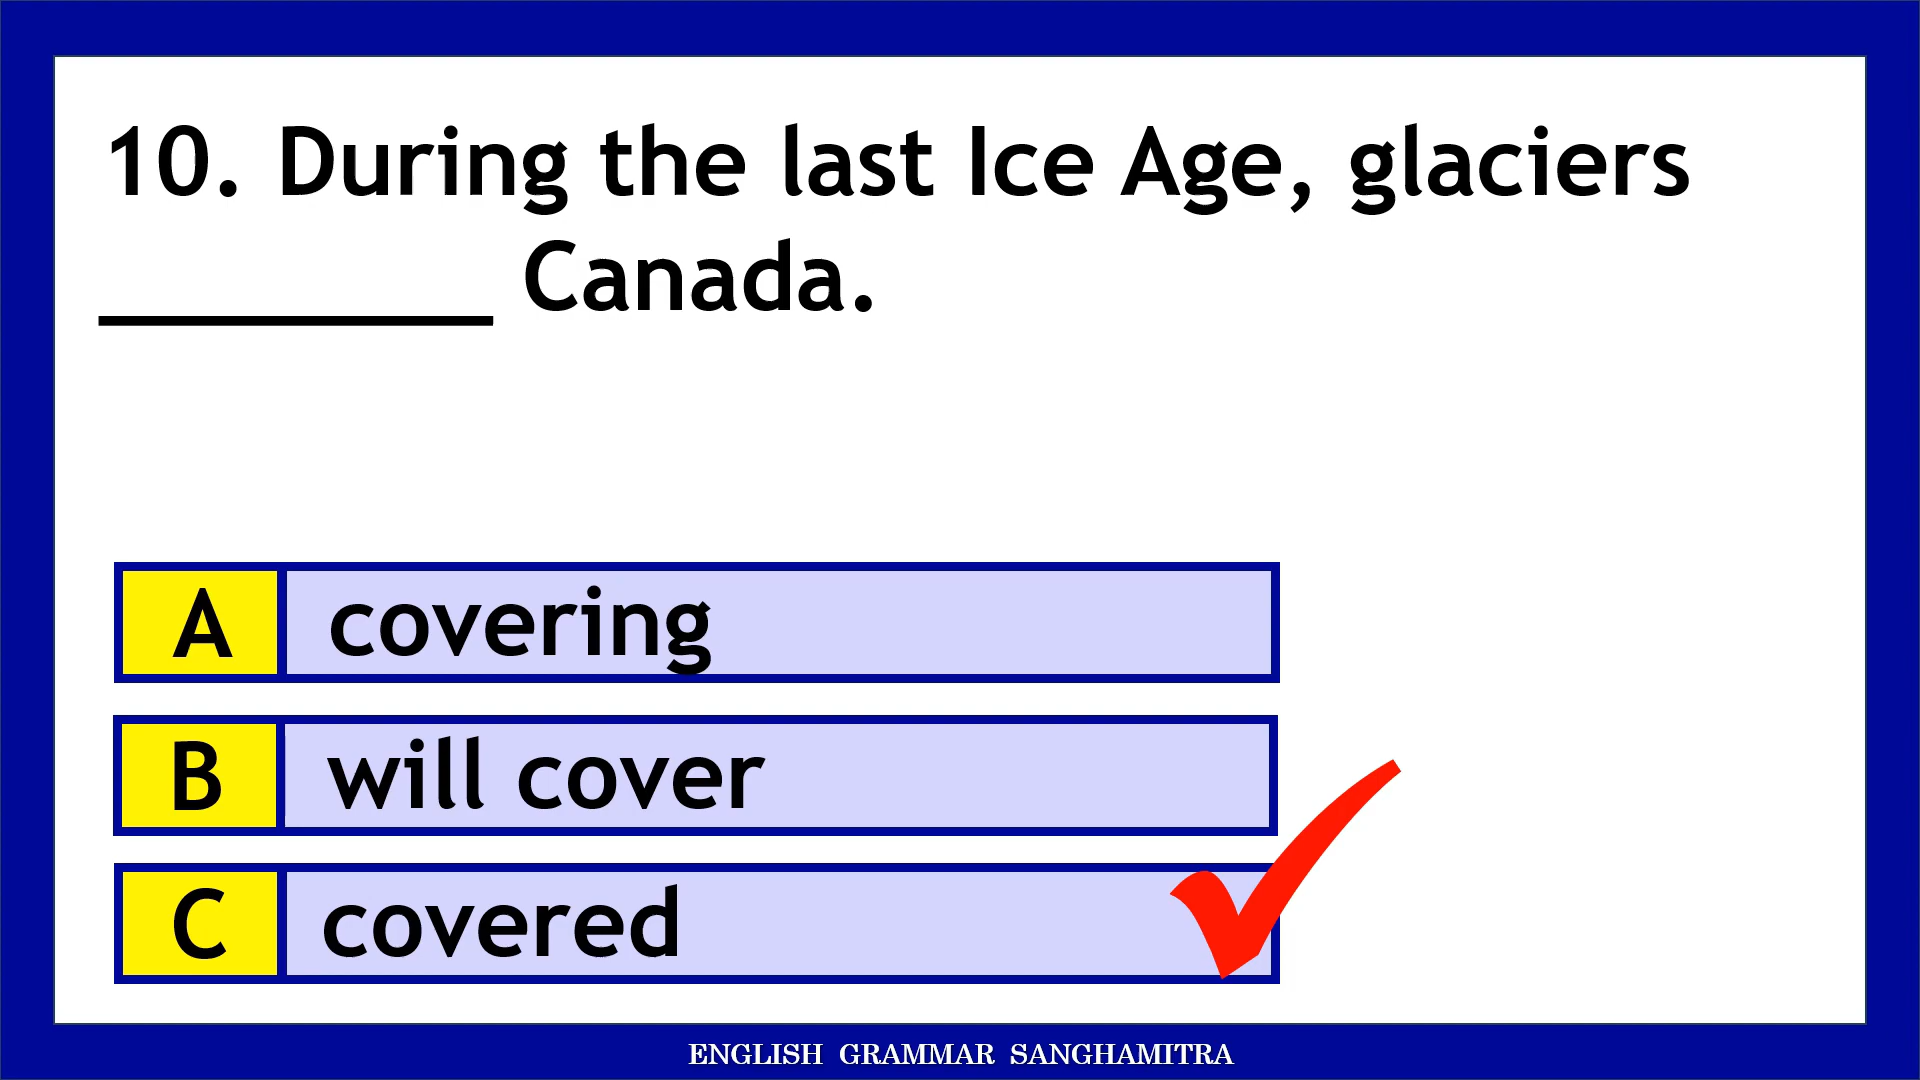 10. During the last Ice Age, glaciers
________ Canada.
A covering
B will cover
C covered
ENGLISH GRAMMAR SANGHAMITRA